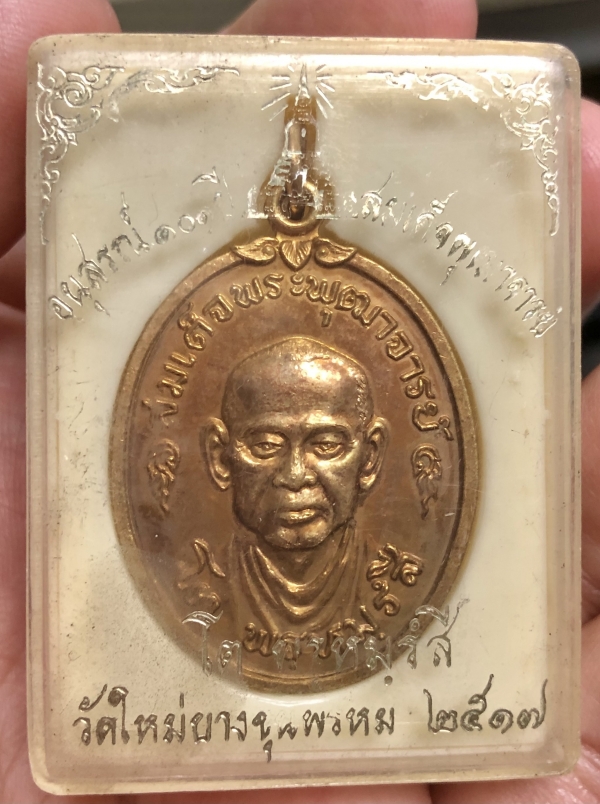 อนุสรณ์ ๑๐๑ ปี
สมเด็จพระพุฒาจารย์
โต พรหมรังสี
วัดใหม่บางขุนพรหม ๒๕๑๗